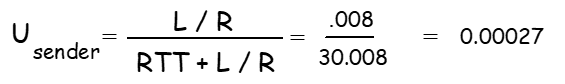 U sender = L / R / RTT + L / R = .008 / 30.008 = 0.00027